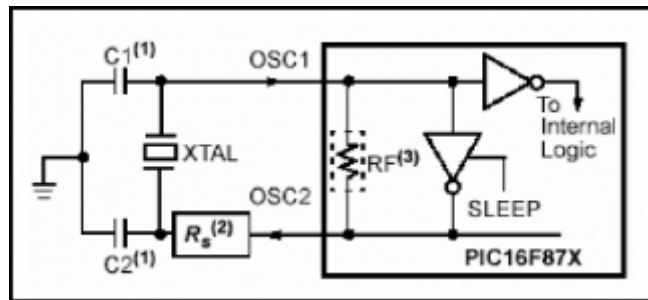 C1(1)
OSC1
To
Internal
Logic
XTAL
RF(3)
OSC2
SLEEP
Rs(2)
C2(1)
PIC16F87X